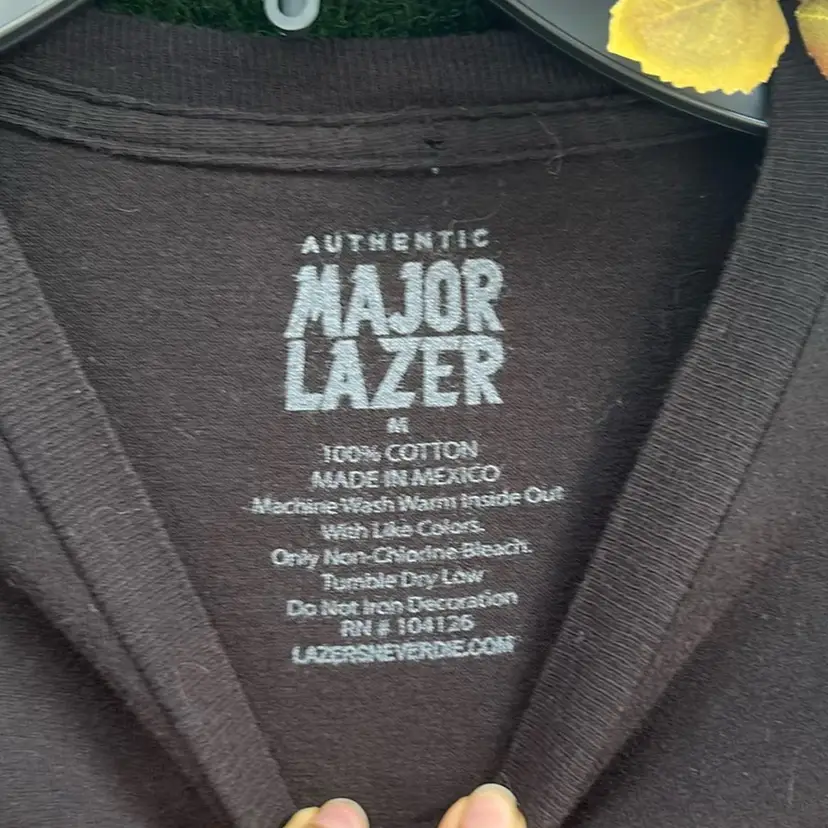 AUTHENTIC
MAJOR
LAZER
M
100% COTTON
MADE IN MEXICO
Machine Wash Warm Inside Out
With Like Colors.
Only Non-Chlorine Bleach.
Tumble Dry Low
Do Not Iron Decoration
RN # 104126
LAZERSNEVERDIE.COM